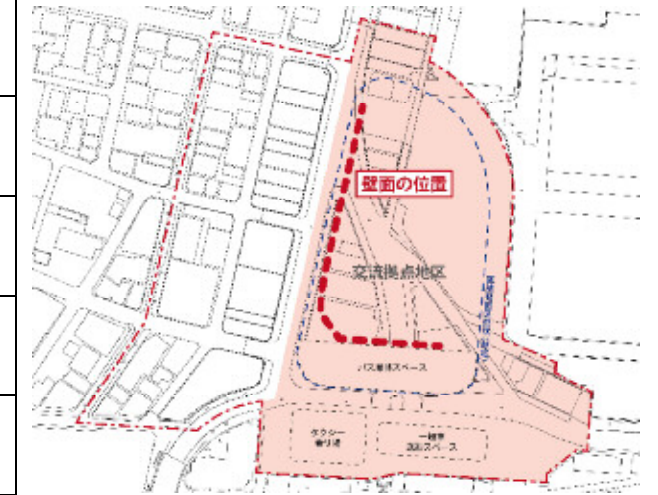 壁面の位置
交流拠点地区
バス乗降スペース
タクシー
乗り場
一般車
乗降スペース